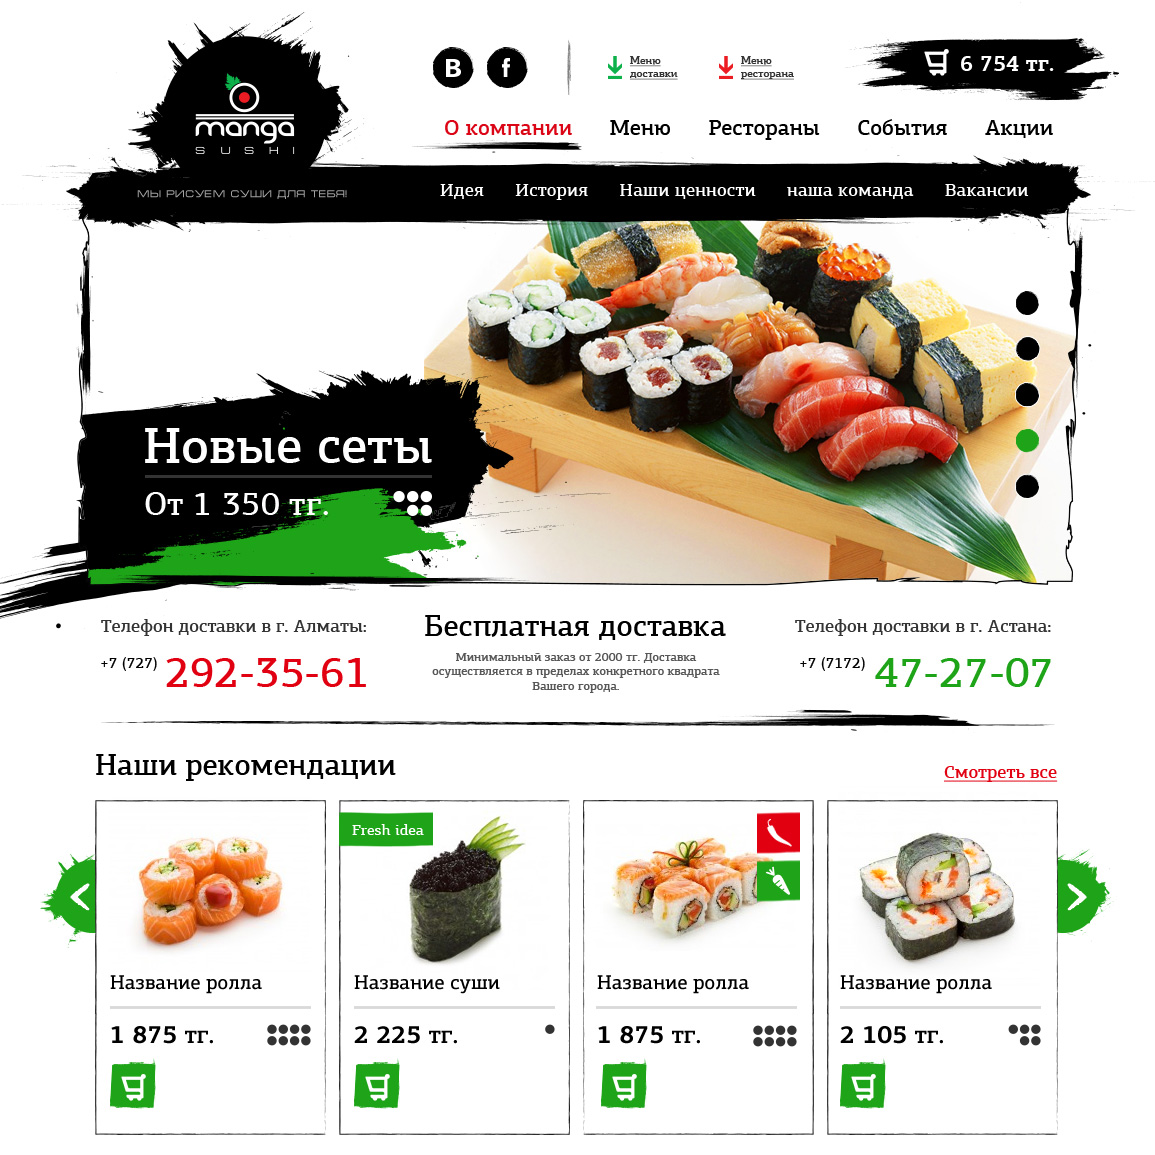 manga
SUSHI
МЫ РИСУЕМ СУШИ ДЛЯ ТЕБЯ!
B
f
Меню
доставки
Меню
ресторана
6 754 тг.
О компании
Меню
Рестораны
События
Акции
Идея
История
Наши ценности
наша команда
Вакансии
Новые сеты
От 1 350 тг.
Телефон доставки в г. Алматы:
+7 (727) 292-35-61
Бесплатная доставка
Минимальный заказ от 2000 тг. Доставка
осуществляется в пределах конкретного квадрата
Вашего города.
Телефон доставки в г. Астана:
+7 (7172) 47-27-07
Наши рекомендации
Смотреть все
Название ролла
1 875 тг.
Fresh idea
Название суши
2 225 тг.
Название ролла
1 875 тг.
Название ролла
2 105 тг.